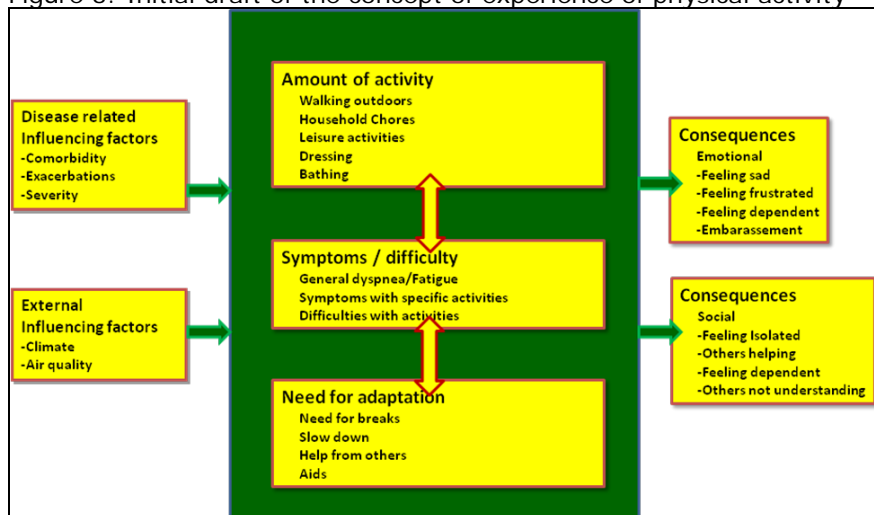 Figure 3: Initial draft of the concept of experience of physical activity
Disease related
Influencing factors
-Comorbidity
-Exacerbations
-Severity
External
Influencing factors
-Climate
-Air quality
Amount of activity
Walking outdoors
Household Chores
Leisure activities
Dressing
Bathing
Symptoms / difficulty
General dyspnea/Fatigue
Symptoms with specific activities
Difficulties with activities
Need for adaptation
Need for breaks
Slow down
Help from others
Aids
Consequences
Emotional
-Feeling sad
-Feeling frustrated
-Feeling dependent
-Embarassement
Consequences
Social
-Feeling Isolated
-Others helping
-Feeling dependent
-Others not understanding